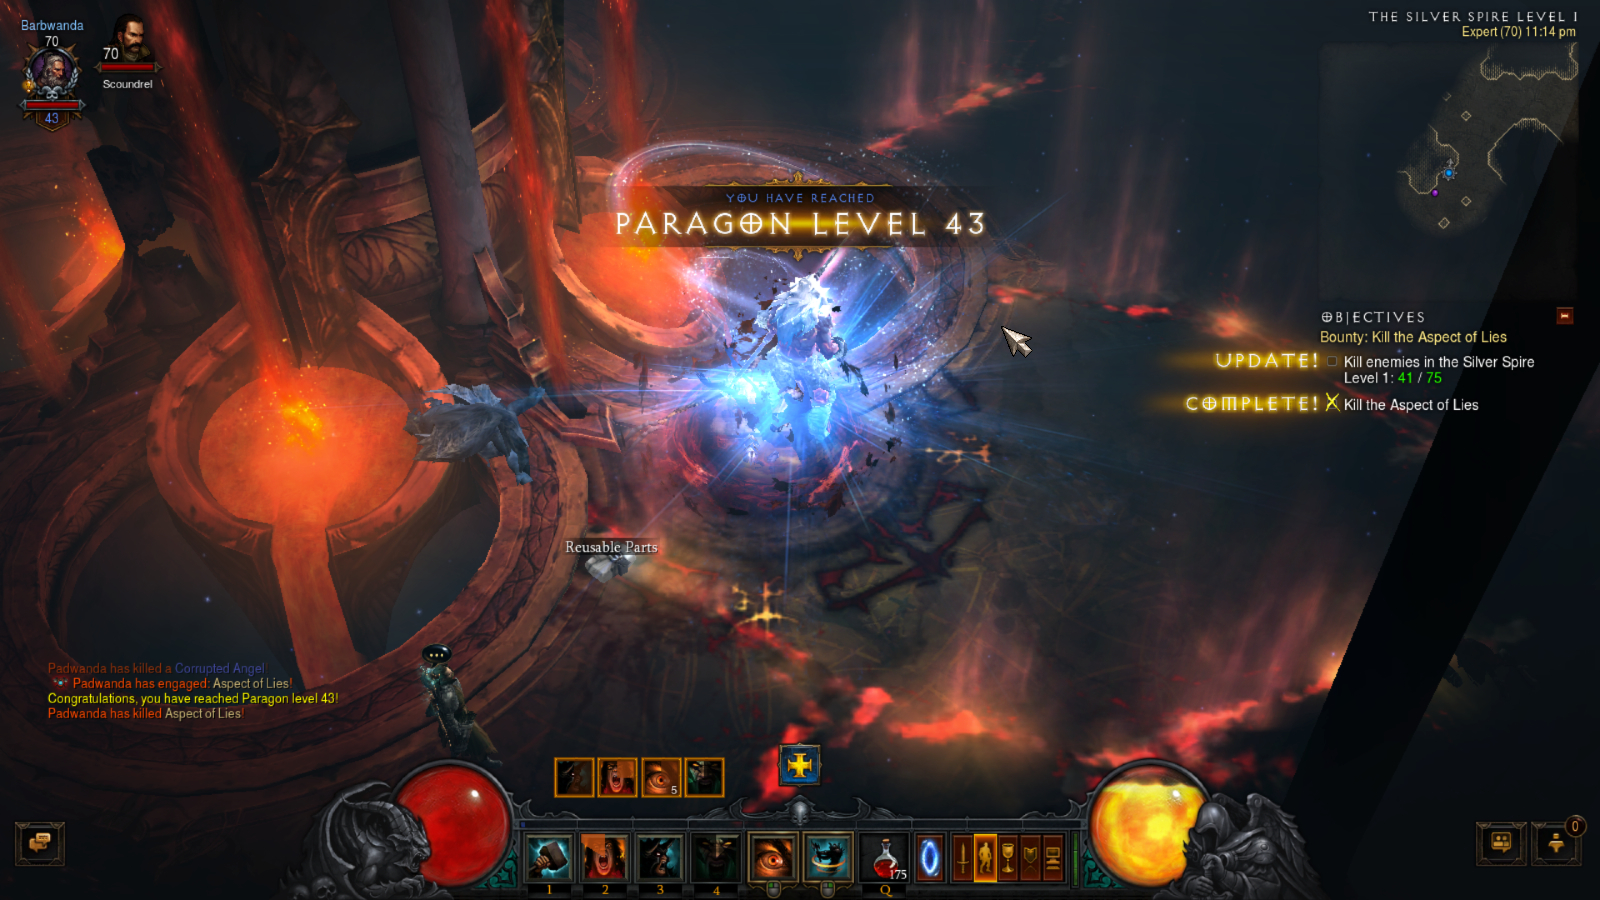 Barbwanda
70
70
Scoundrel
43
THE SILVER SPIRE LEVEL 1
Expert (70) 11:14 pm
YOU HAVE REACHED
PARAGON LEVEL 43
OBJECTIVES
Bounty: Kill the Aspect of Lies
UPDATE! Kill enemies in the Silver Spire
Level 1: 41 / 75
COMPLETE! Kill the Aspect of Lies
Reusable Parts
Padwanda has killed a Corrupted Angel!
Padwanda has engaged: Aspect of Lies!
Congratulations, you have reached Paragon level 43!
Padwanda has killed Aspect of Lies!
5
175
1 2 3 4 Q
0